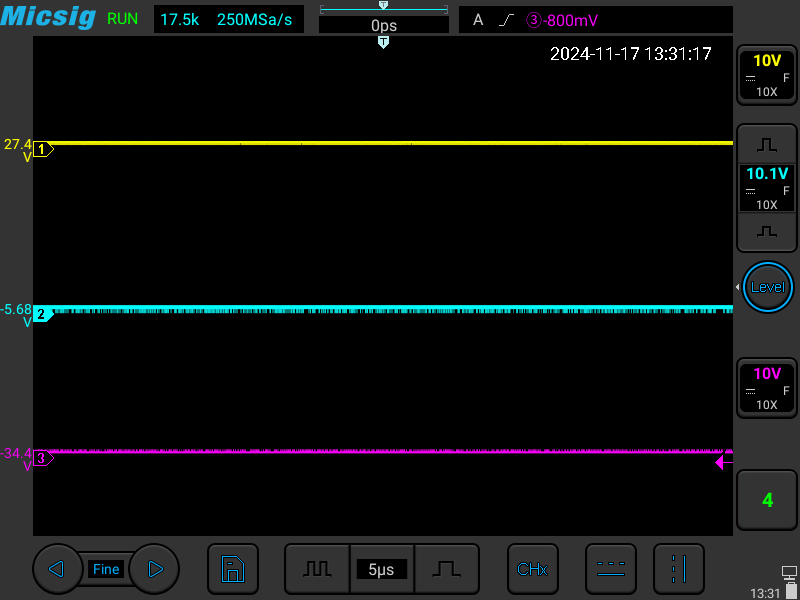 Micsig RUN 17.5k 250MSa/s 0ps A ③-800mV
T
T
2024-11-17 13:31:17
10V
F
10X
27.4
V
1
10.1V
F
10X
Level
-5.68
V
2
10V
F
10X
-34.4
V
3
4
Fine 5µs CHx
13:31